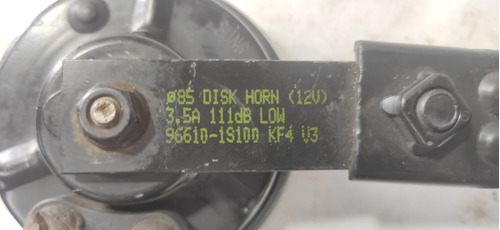 ø85 DISK HORN (12V)
3.5A 111dB LOW
96610-1S100 KF4 V3